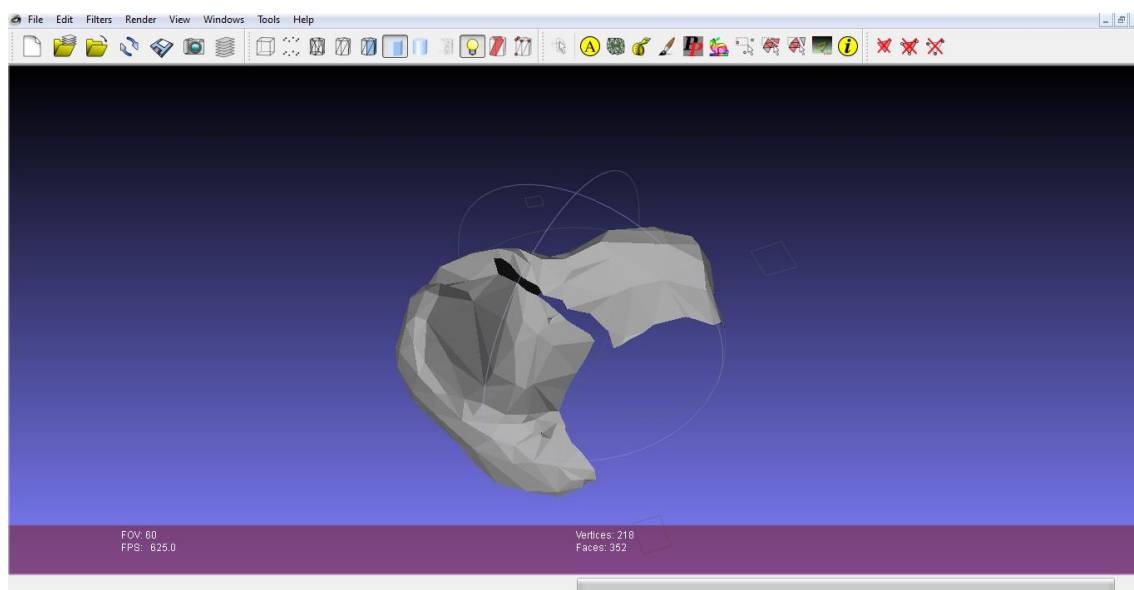 File Edit Filters Render View Windows Tools Help
A i
FOV: 60
FPS: 625.0
Vertices: 218
Faces: 352